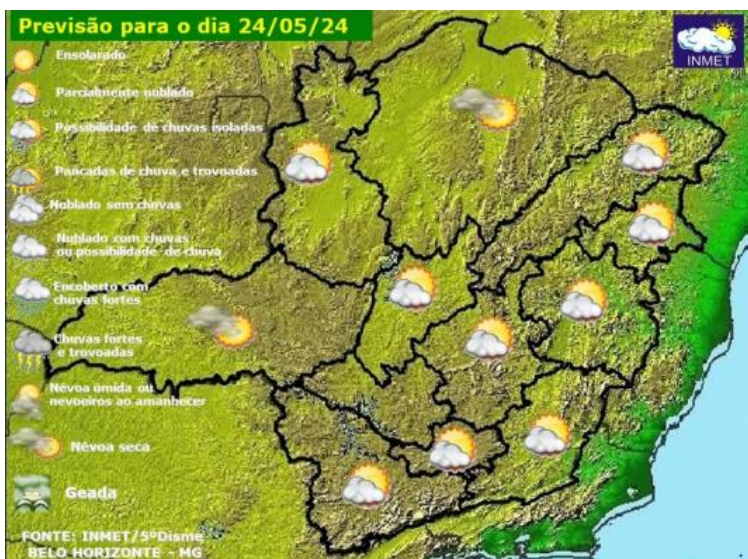 Previsão para o dia 24/05/24
INMET
Ensolarado
Parcialmente noblado
Possibilidade de chuvas isoladas
Pancadas de chuva e trovoadas
Noblado sem chuvas
Nublado com chuvas
ou possibilidade de chuva
Encoberto com
chuvas fortes
Chuvas fortes
e trovoadas
Névoa úmida ou
nevoeiros ao amanhecer
Névoa seca
Geada
FONTE: INMET/5ºDisme
BELO HORIZONTE - MG